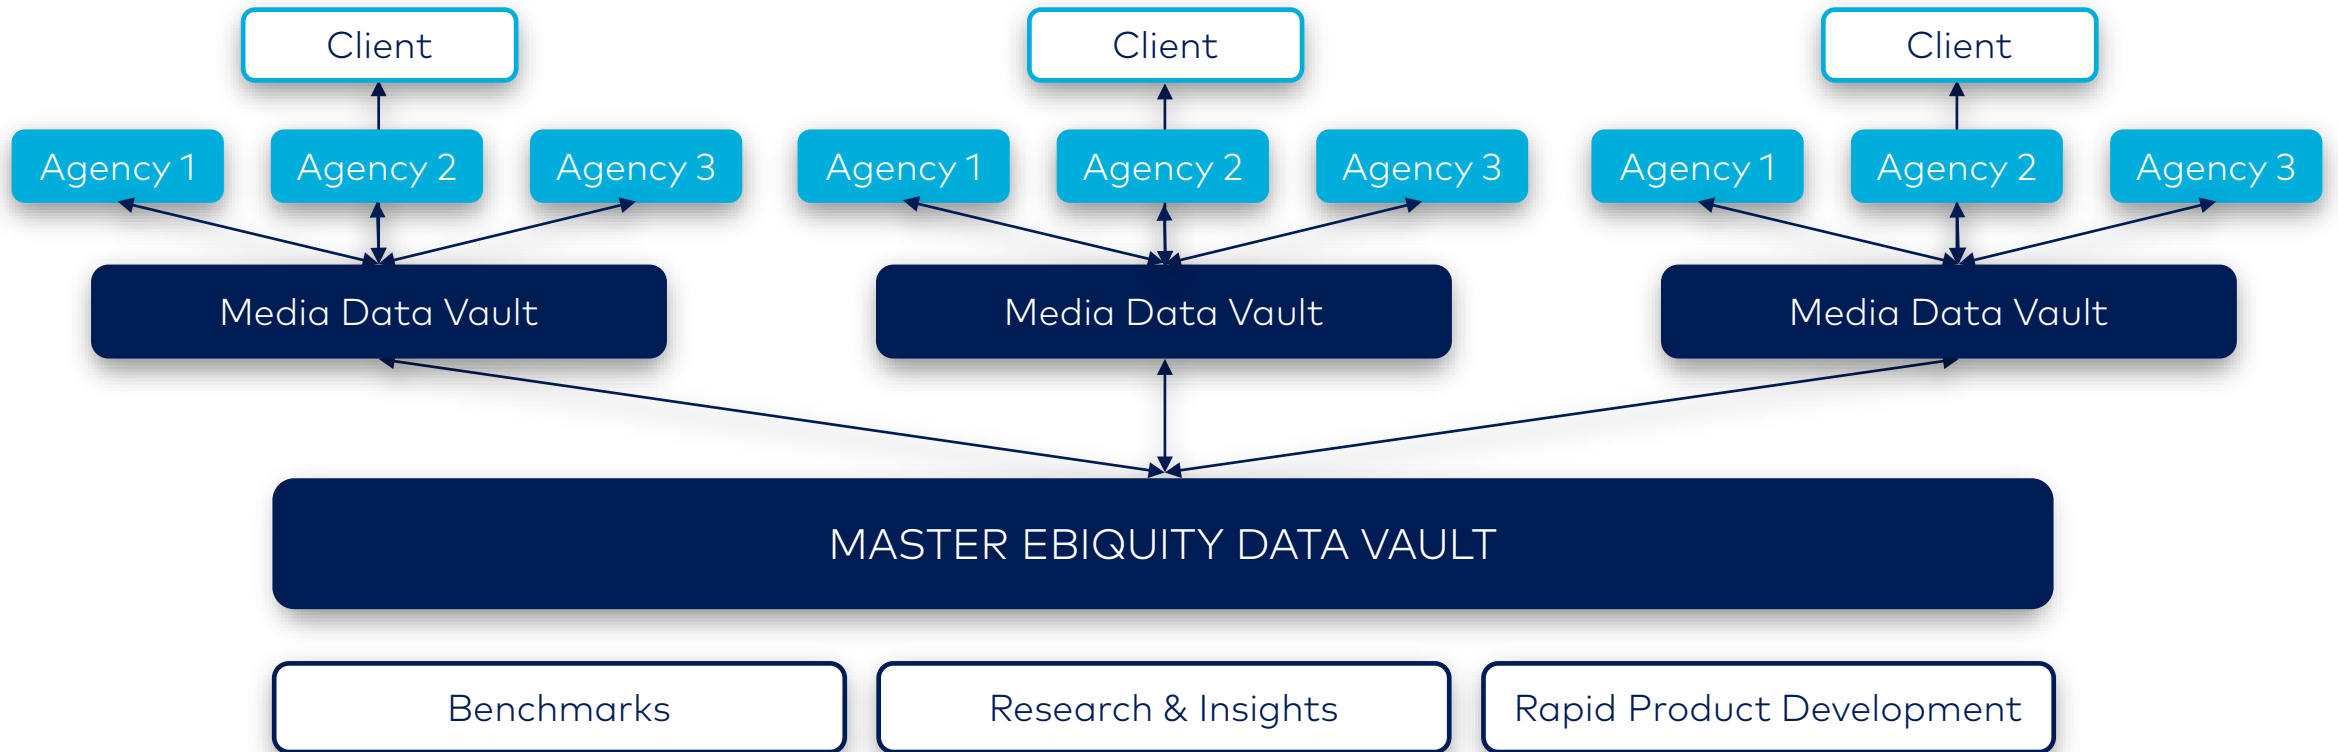 Client
Client
Client
Agency 1
Agency 2
Agency 3
Agency 1
Agency 2
Agency 3
Agency 1
Agency 2
Agency 3
Media Data Vault
Media Data Vault
Media Data Vault
MASTER EBIQUITY DATA VAULT
Benchmarks
Research & Insights
Rapid Product Development